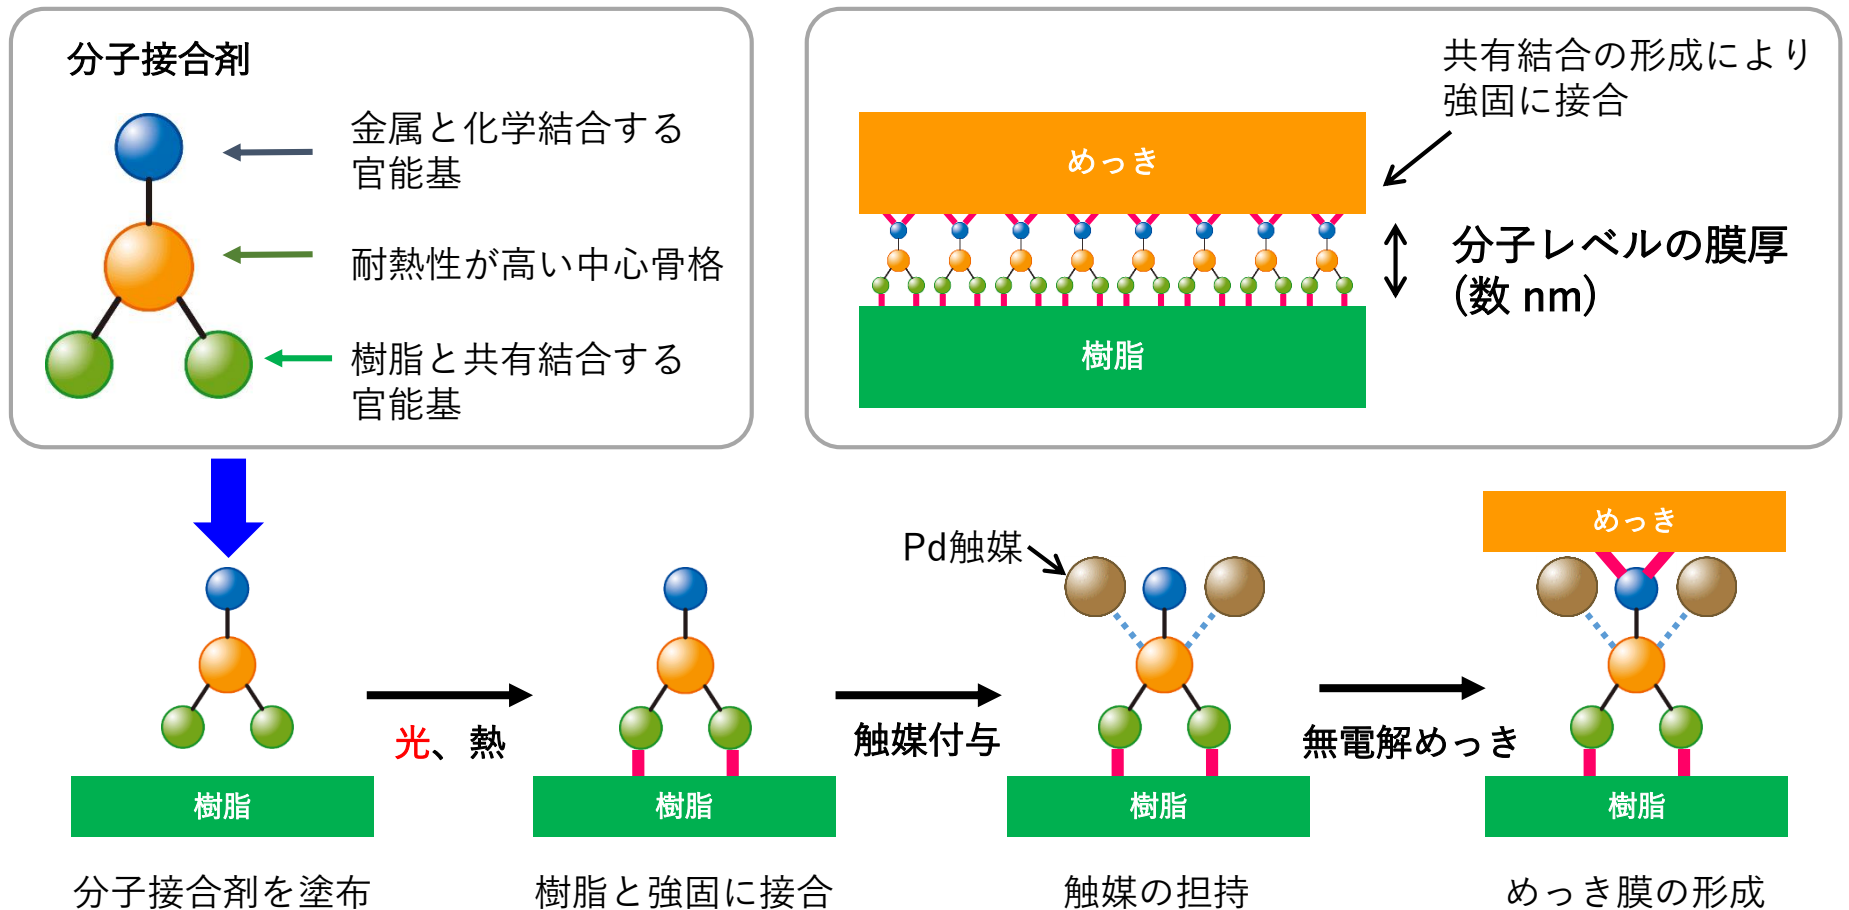 分子接合剤
金属と化学結合する
官能基
耐熱性が高い中心骨格
樹脂と共有結合する
官能基
共有結合の形成により
強固に接合
めっき
分子レベルの膜厚
(数 nm)
樹脂
Pd触媒
めっき
光、熱
触媒付与
無電解めっき
樹脂
樹脂
樹脂
樹脂
分子接合剤を塗布
樹脂と強固に接合
触媒の担持
めっき膜の形成